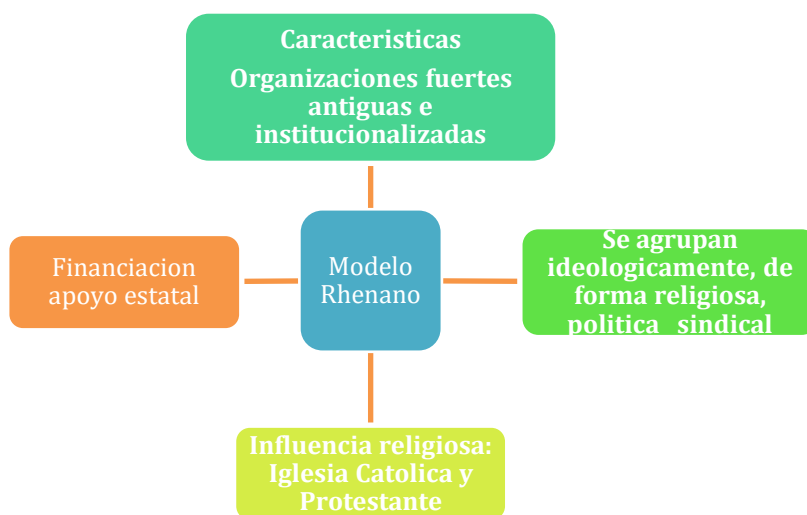 Caracteristicas
Organizaciones fuertes
antiguas e
institucionalizadas
Financiacion
apoyo estatal
Modelo
Rhenano
Se agrupan
ideologicamente, de
forma religiosa,
politica sindical
Influencia religiosa:
Iglesia Catolica y
Protestante